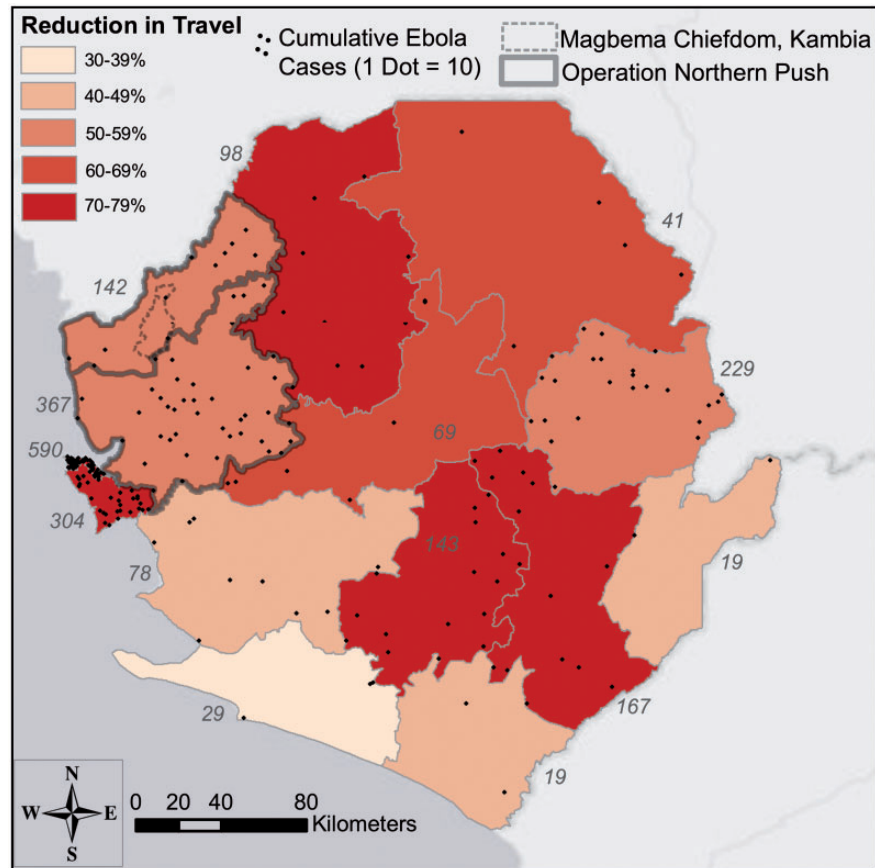 Reduction in Travel
30-39%
40-49%
50-59%
60-69%
70-79%
Cumulative Ebola
Cases (1 Dot = 10)
Magbema Chiefdom, Kambia
Operation Northern Push
98
41
142
229
367
69
590
304
143
78
19
29
167
19
N
W E
S
0 20 40 80
Kilometers